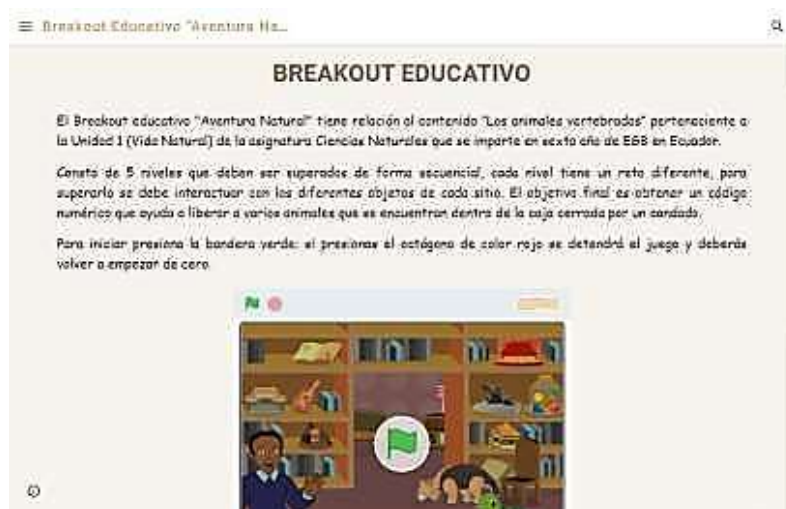 Breakout Educativo "Aventura Na...
BREAKOUT EDUCATIVO
El Breakout educativo "Aventura Natural" tiene relación al contenido "Los animales vertebrados" perteneciente a
la Unidad 1 (Vida Natural) de la asignatura Ciencias Naturales que se imparte en sexto año de EGB en Ecuador.
Consta de 5 niveles que deben ser superados de forma secuencial, cada nivel tiene un reto diferente, para
superarlo se debe interactuar con los diferentes objetos de cada sitio. El objetivo final es obtener un código
numérico que ayuda a liberar a varios animales que se encuentran dentro de la caja cerrada por un candado.
Para iniciar presiona la bandera verde; si presionas el octágono de color rojo se detendrá el juego y deberás
volver a empezar de cero.